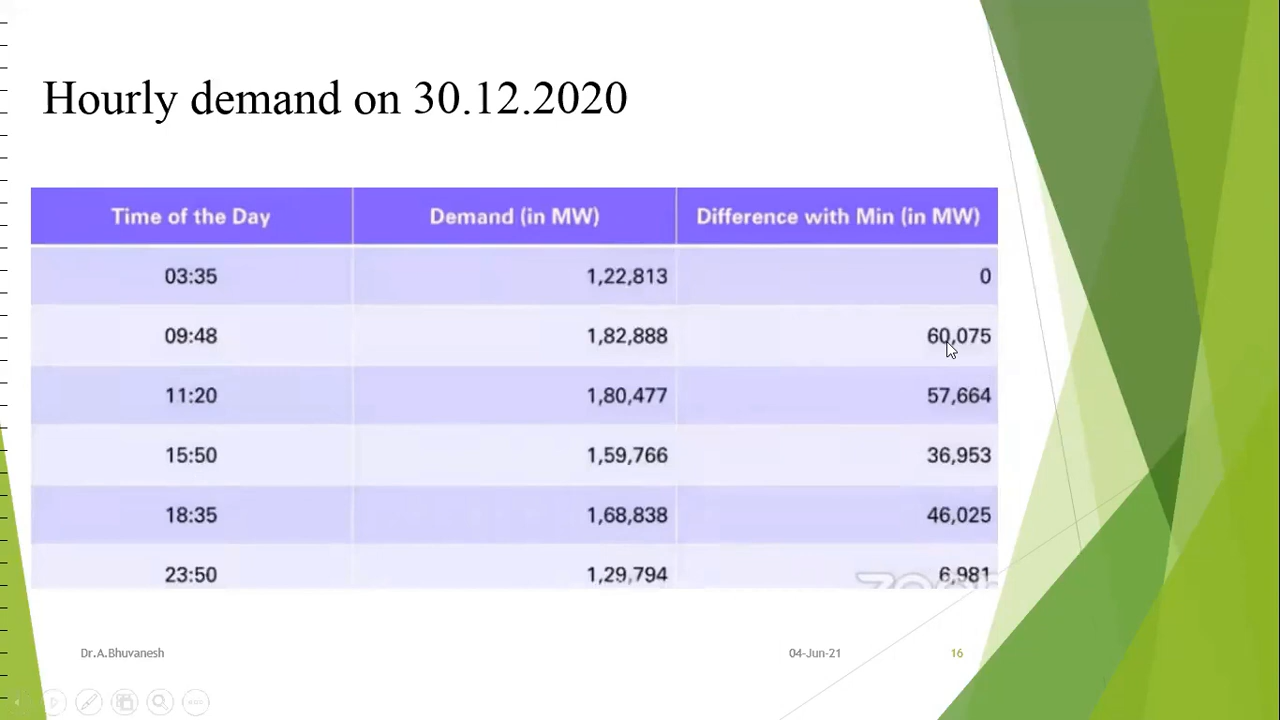 Hourly demand on 30.12.2020
Time of the Day Demand (in MW) Difference with Min (in MW)
03:35 1,22,813 0
09:48 1,82,888 60,075
11:20 1,80,477 57,664
15:50 1,59,766 36,953
18:35 1,68,838 46,025
23:50 1,29,794 6,981
zoom
Dr.A.Bhuvanesh 04-Jun-21 16